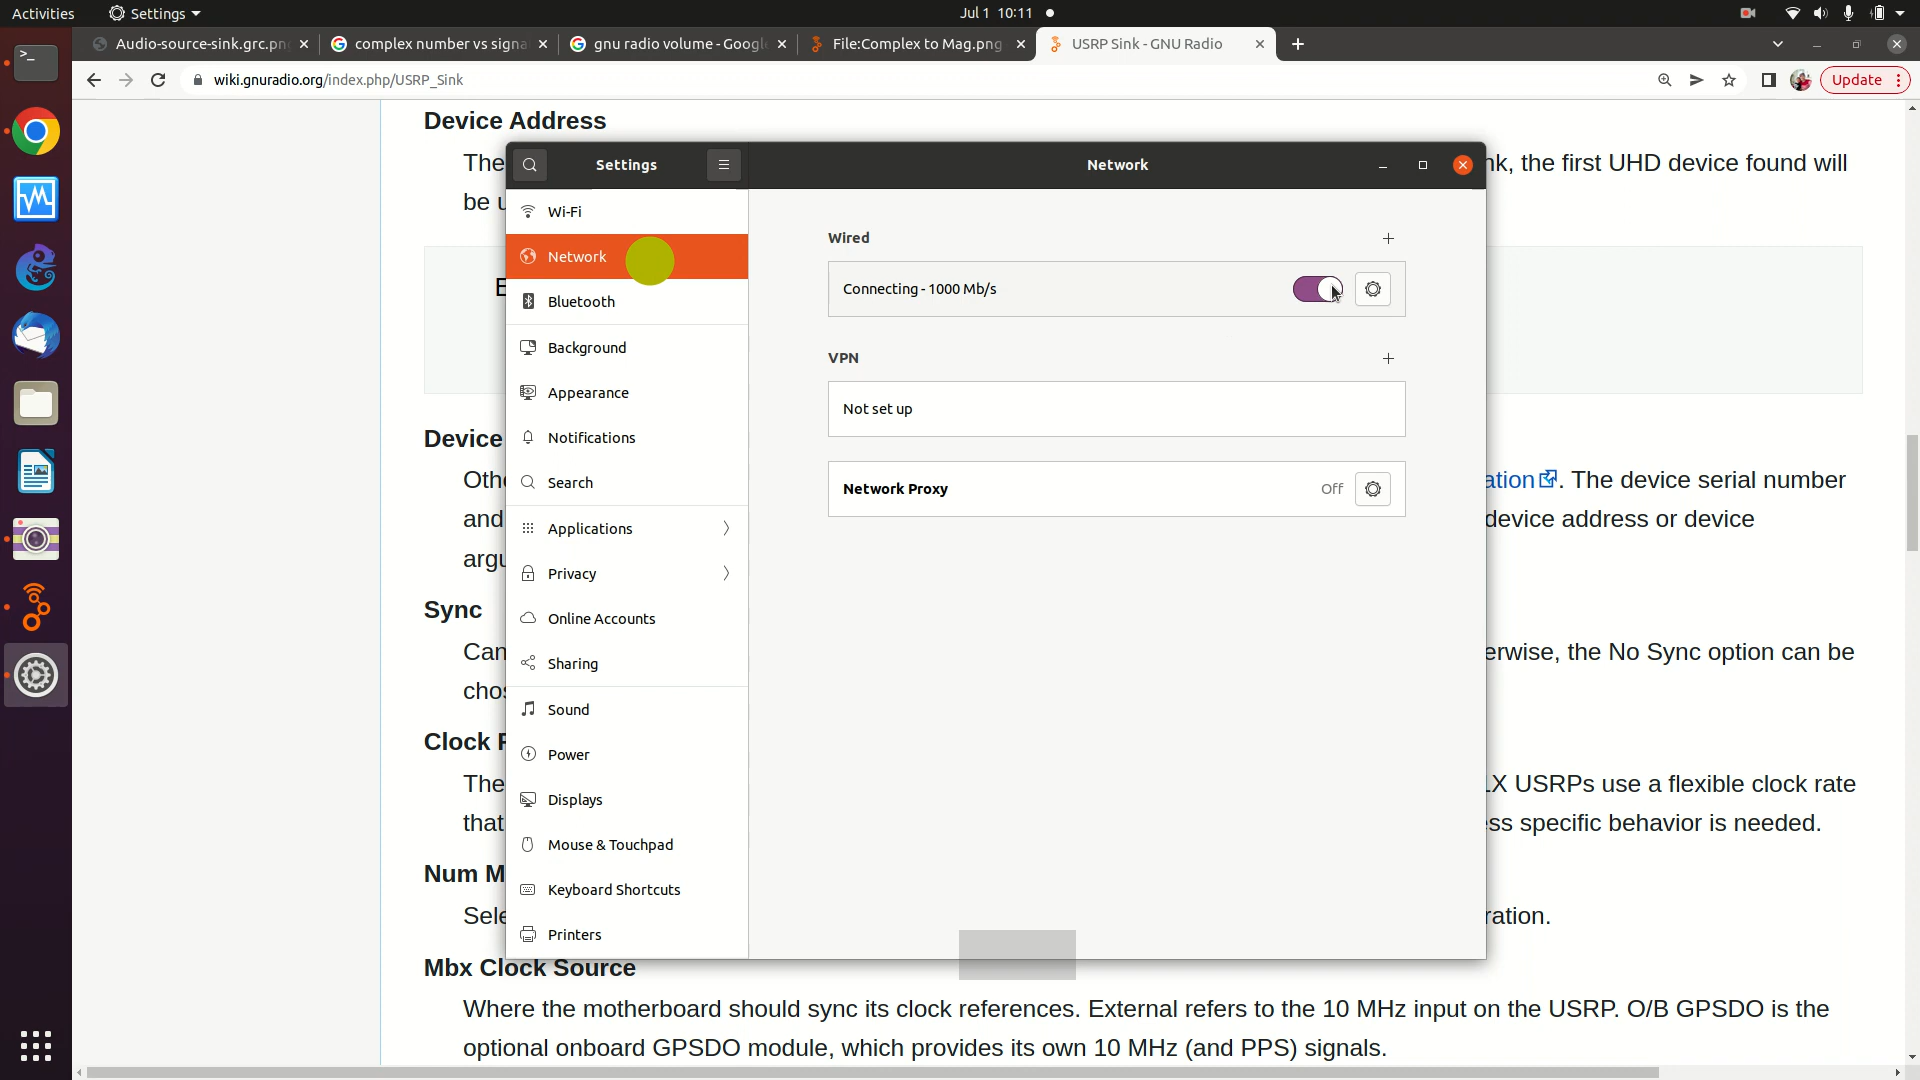 Activities
Settings
Jul 1 10:11
Audio-source-sink.grc.pn
complex number vs signa
gnu radio volume - Googl
File:Complex to Mag.png
USRP Sink - GNU Radio
wiki.gnuradio.org/index.php/USRP_Sink
Update
Device Address
The
nk, the first UHD device found will
be u
Settings
Network
Wi-Fi
Network
Bluetooth
Background
Appearance
Notifications
Search
Applications
Privacy
Online Accounts
Sharing
Sound
Power
Displays
Mouse & Touchpad
Keyboard Shortcuts
Printers
Wired
Connecting - 1000 Mb/s
VPN
Not set up
Network Proxy
Off
E
Device
Othe
ation. The device serial number
and
device address or device
argu
Sync
Can
erwise, the No Sync option can be
chos
Clock R
The
LX USRPs use a flexible clock rate
that
ess specific behavior is needed.
Num M
Sele
ration.
Mbx Clock Source
Where the motherboard should sync its clock references. External refers to the 10 MHz input on the USRP. O/B GPSDO is the
optional onboard GPSDO module, which provides its own 10 MHz (and PPS) signals.